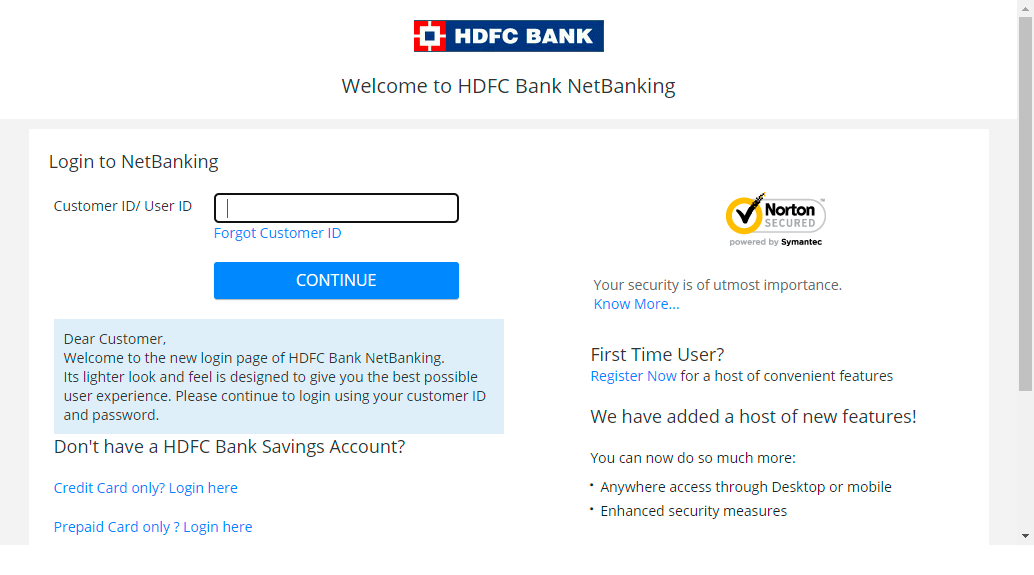 HDFC BANK
Welcome to HDFC Bank NetBanking
Login to NetBanking
Customer ID/ User ID
Forgot Customer ID
CONTINUE
Dear Customer,
Welcome to the new login page of HDFC Bank NetBanking.
Its lighter look and feel is designed to give you the best possible
user experience. Please continue to login using your customer ID
and password.
Don't have a HDFC Bank Savings Account?
Credit Card only? Login here
Prepaid Card only ? Login here
Norton
SECURED
powered by Symantec
Your security is of utmost importance.
Know More...
First Time User?
Register Now for a host of convenient features
We have added a host of new features!
You can now do so much more:
• Anywhere access through Desktop or mobile
• Enhanced security measures